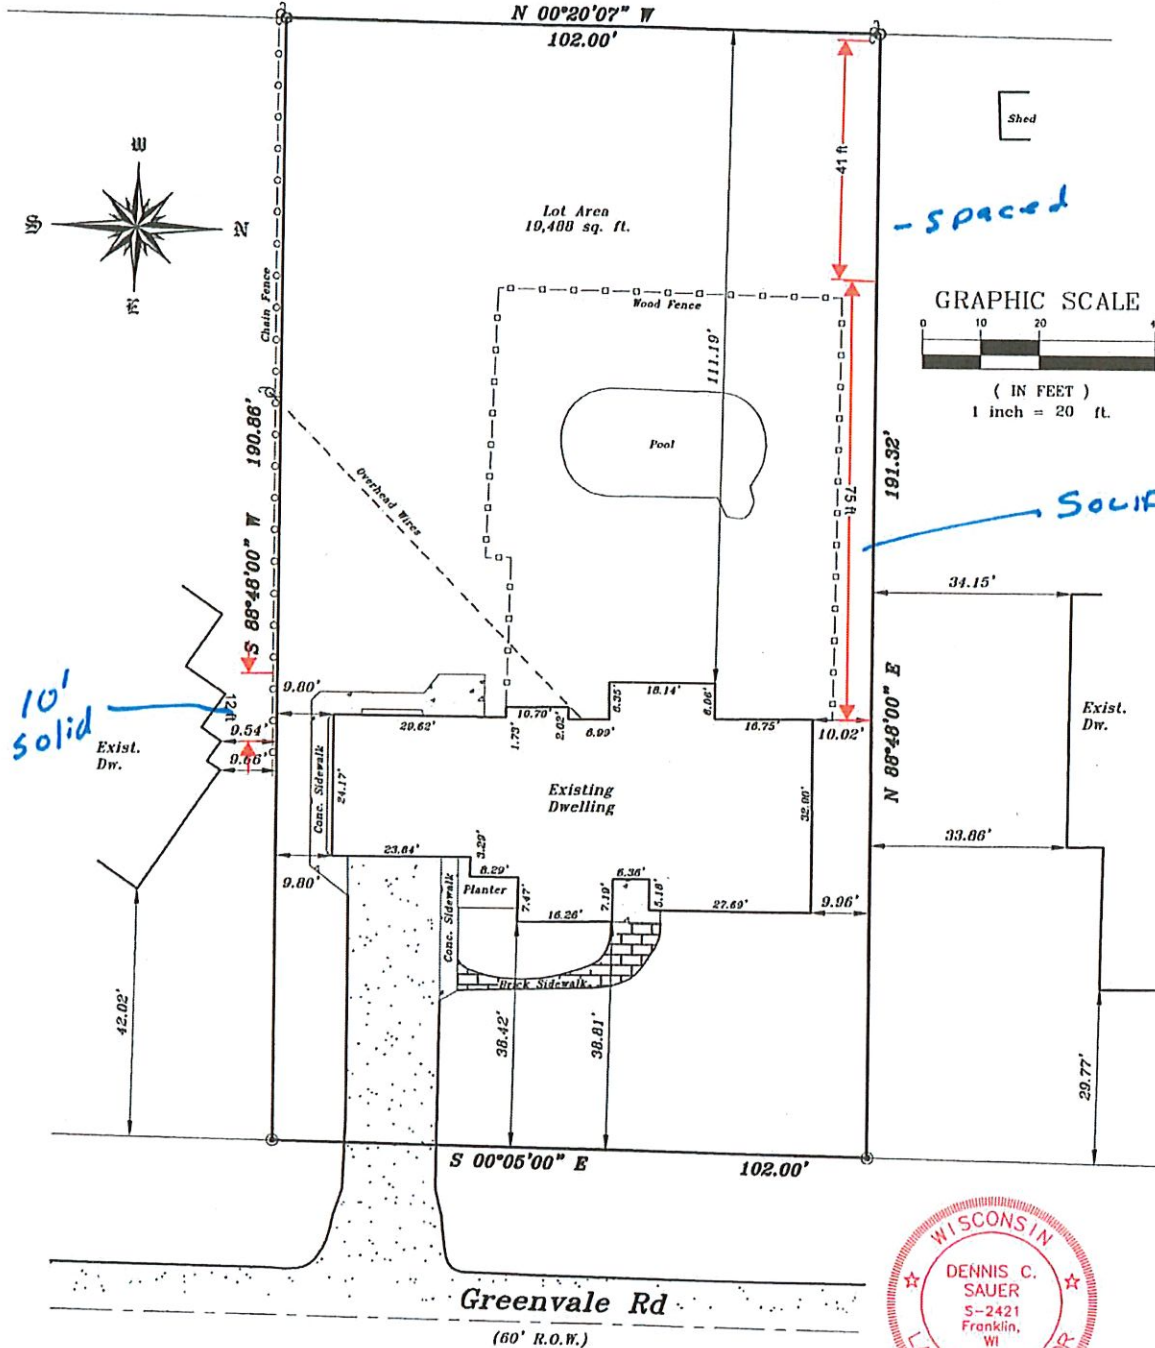 N 00°20'07" W
102.00'
Shed
41 ft
Lot Area
19,488 sq. ft.
- spaced
W
S
N
E
Chain Fence
Wood Fence
GRAPHIC SCALE
0 10 20
( IN FEET )
1 inch = 20 ft.
111.19'
190.86'
Pool
191.32'
Overhead Wires
75 ft
S 88°48'00" W
34.15'
10'
solid
12 ft
9.54'
9.66'
Exist.
Dw.
9.80'
29.62'
1.73'
10.70'
2.02'
6.99'
6.35'
18.14'
6.06'
16.75'
10.02'
N 88°48'00" E
Exist.
Dw.
Conc. Sidewalk
24.17'
Existing
Dwelling
32.00'
33.86'
9.80'
23.64'
3.29'
8.29'
Planter
7.47'
16.26'
7.19'
6.36'
5.18'
27.69'
9.96'
Conc. Sidewalk
Brick Sidewalk
42.02'
38.42'
38.81'
29.77'
S 00°05'00" E
102.00'
WISCONSIN
DENNIS C.
SAUER
S-2421
Franklin,
WI
Greenvale Rd
(60' R.O.W.)